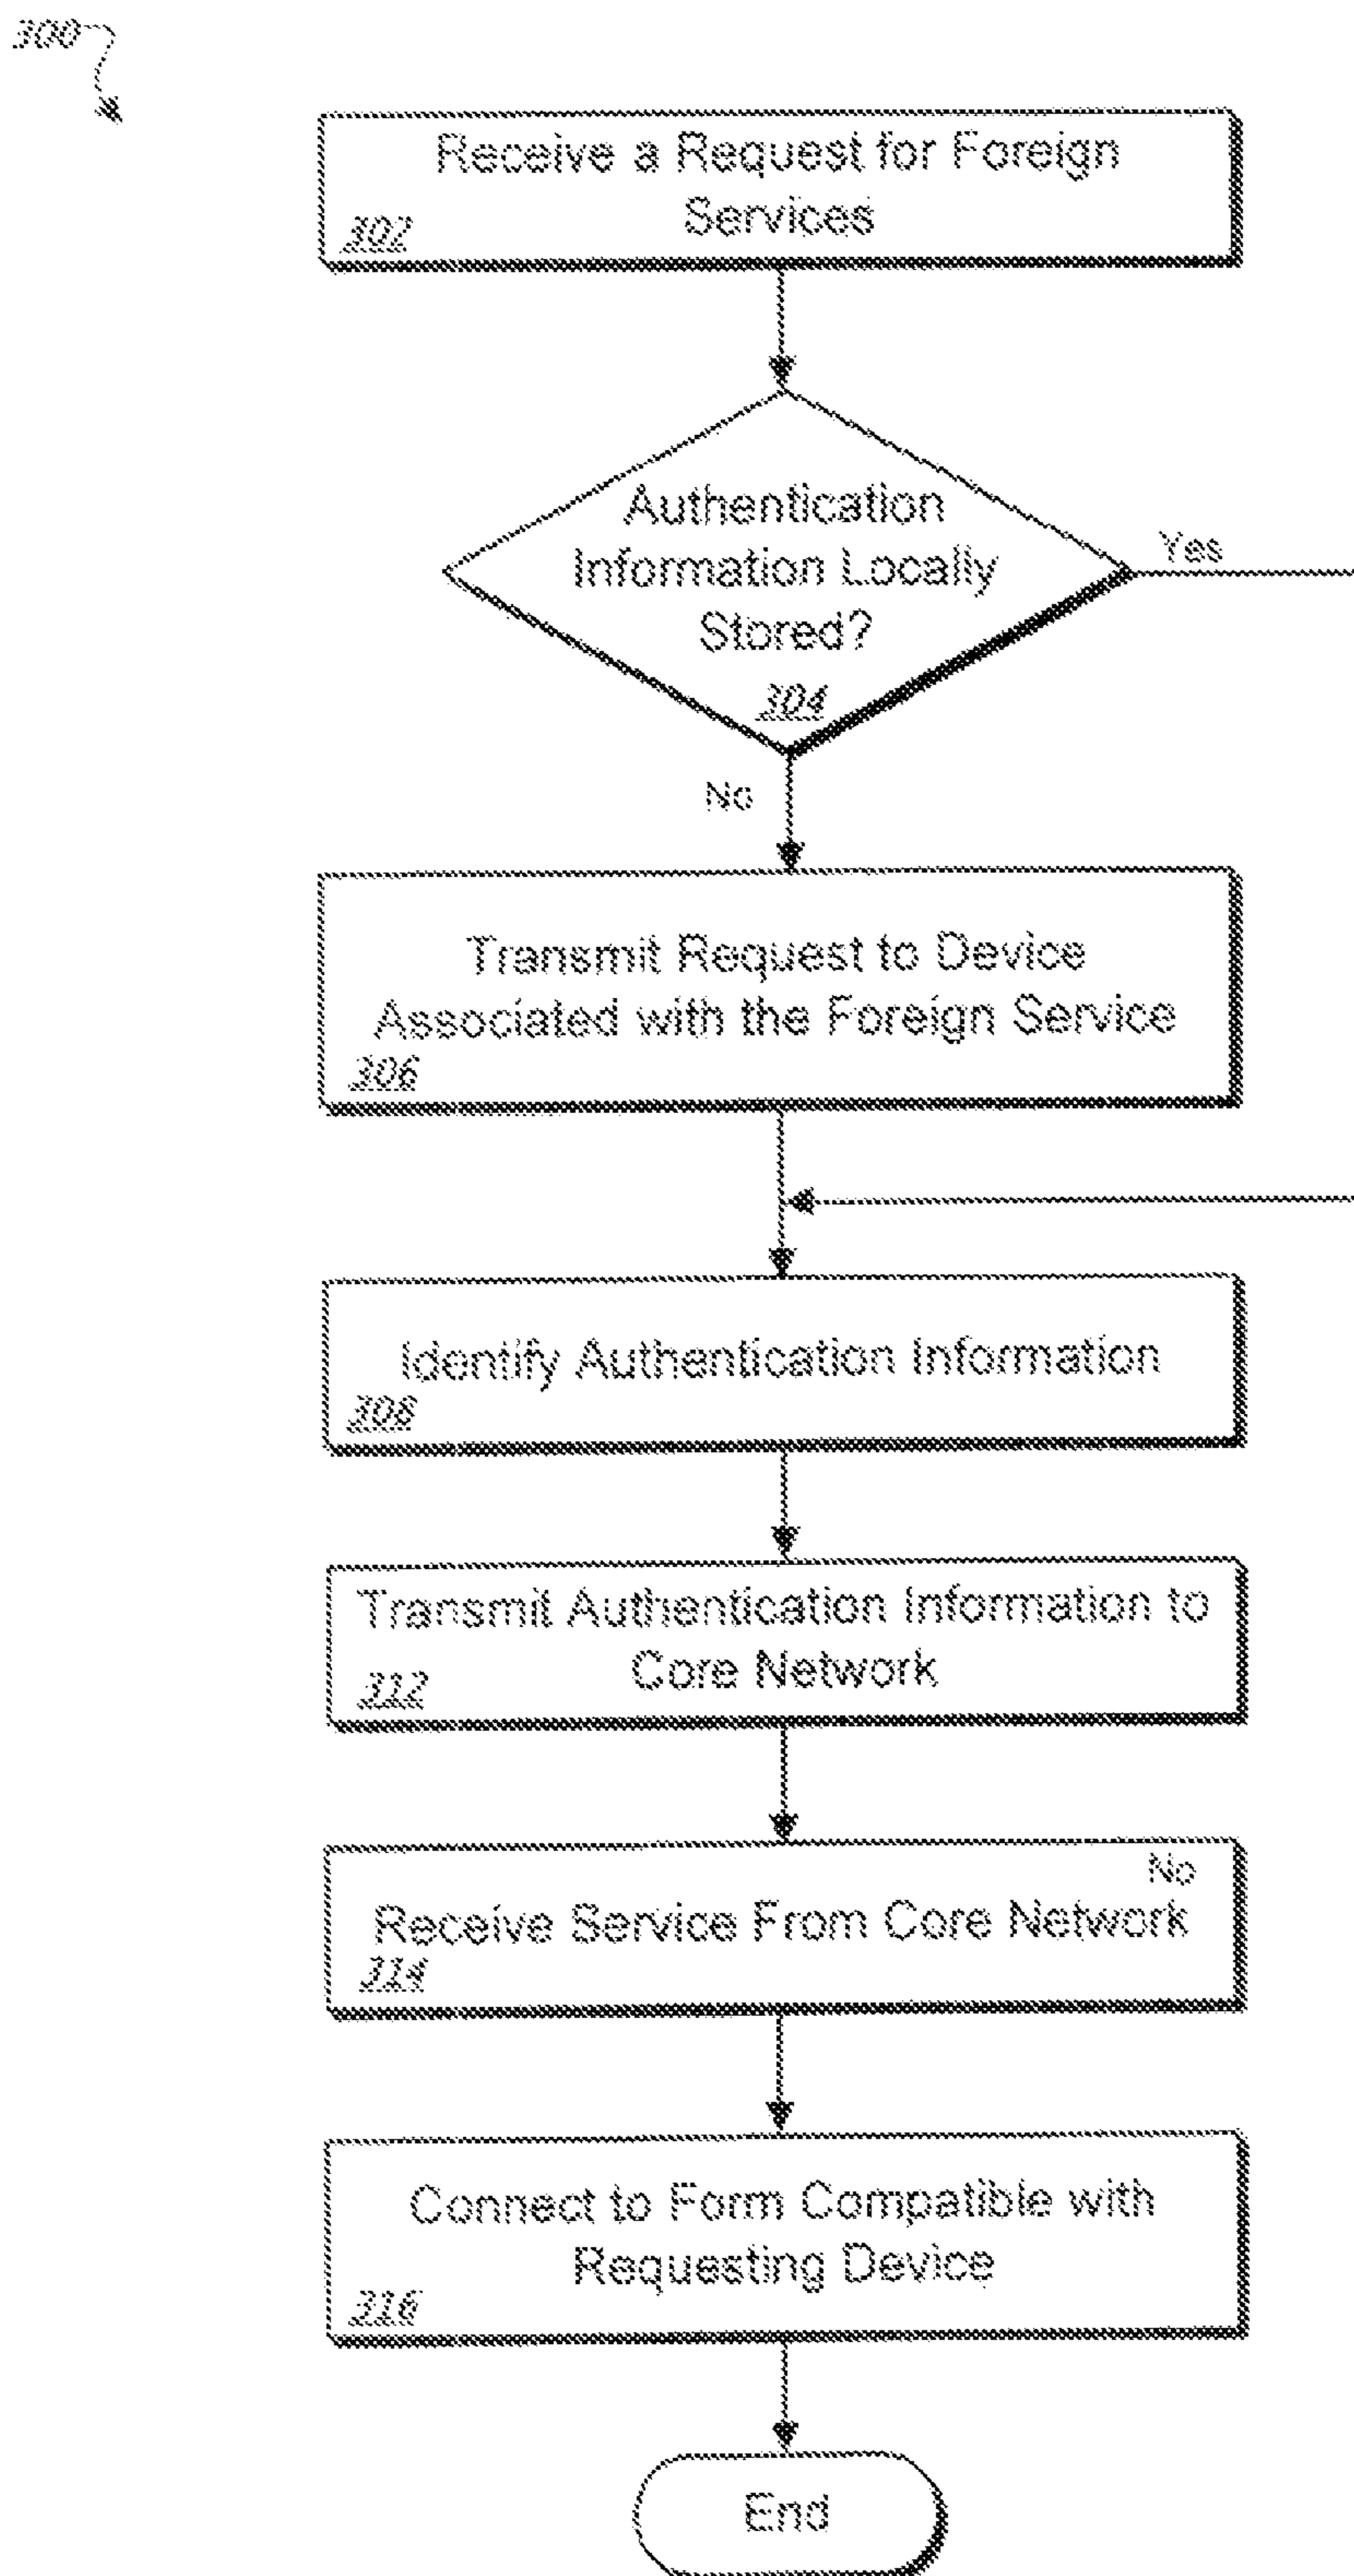 300
Receive a Request for Foreign
Services
302
Authentication
Information Locally
Stored?
304
Yes
No
Transmit Request to Device
Associated with the Foreign Service
306
Identify Authentication Information
308
Transmit Authentication Information to
Core Network
312
No
Receive Service From Core Network
314
Connect to Form Compatible with
Requesting Device
316
End